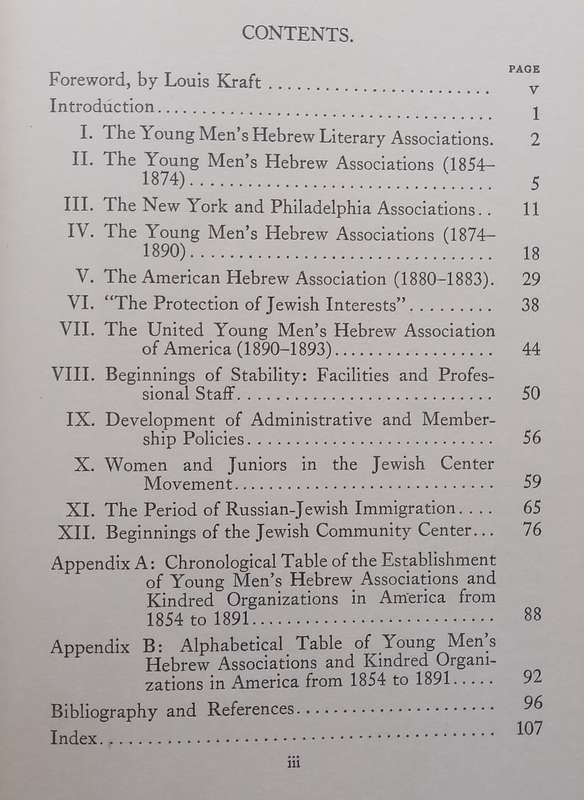 CONTENTS.
PAGE
Foreword, by Louis Kraft ........................ v
Introduction.................................... 1
I. The Young Men's Hebrew Literary Associations. 2
II. The Young Men's Hebrew Associations (1854–
1874)................................. 5
III. The New York and Philadelphia Associations.. 11
IV. The Young Men's Hebrew Associations (1874–
1890)................................. 18
V. The American Hebrew Association (1880–1883). 29
VI. "The Protection of Jewish Interests"......... 38
VII. The United Young Men's Hebrew Association
of America (1890–1893)................. 44
VIII. Beginnings of Stability: Facilities and Profes-
sional Staff............................ 50
IX. Development of Administrative and Member-
ship Policies........................... 56
X. Women and Juniors in the Jewish Center
Movement............................ 59
XI. The Period of Russian-Jewish Immigration.... 65
XII. Beginnings of the Jewish Community Center... 76
Appendix A: Chronological Table of the Establishment
of Young Men's Hebrew Associations and
Kindred Organizations in America from
1854 to 1891.......................... 88
Appendix B: Alphabetical Table of Young Men's
Hebrew Associations and Kindred Organi-
zations in America from 1854 to 1891..... 92
Bibliography and References...................... 96
Index.......................................... 107
iii